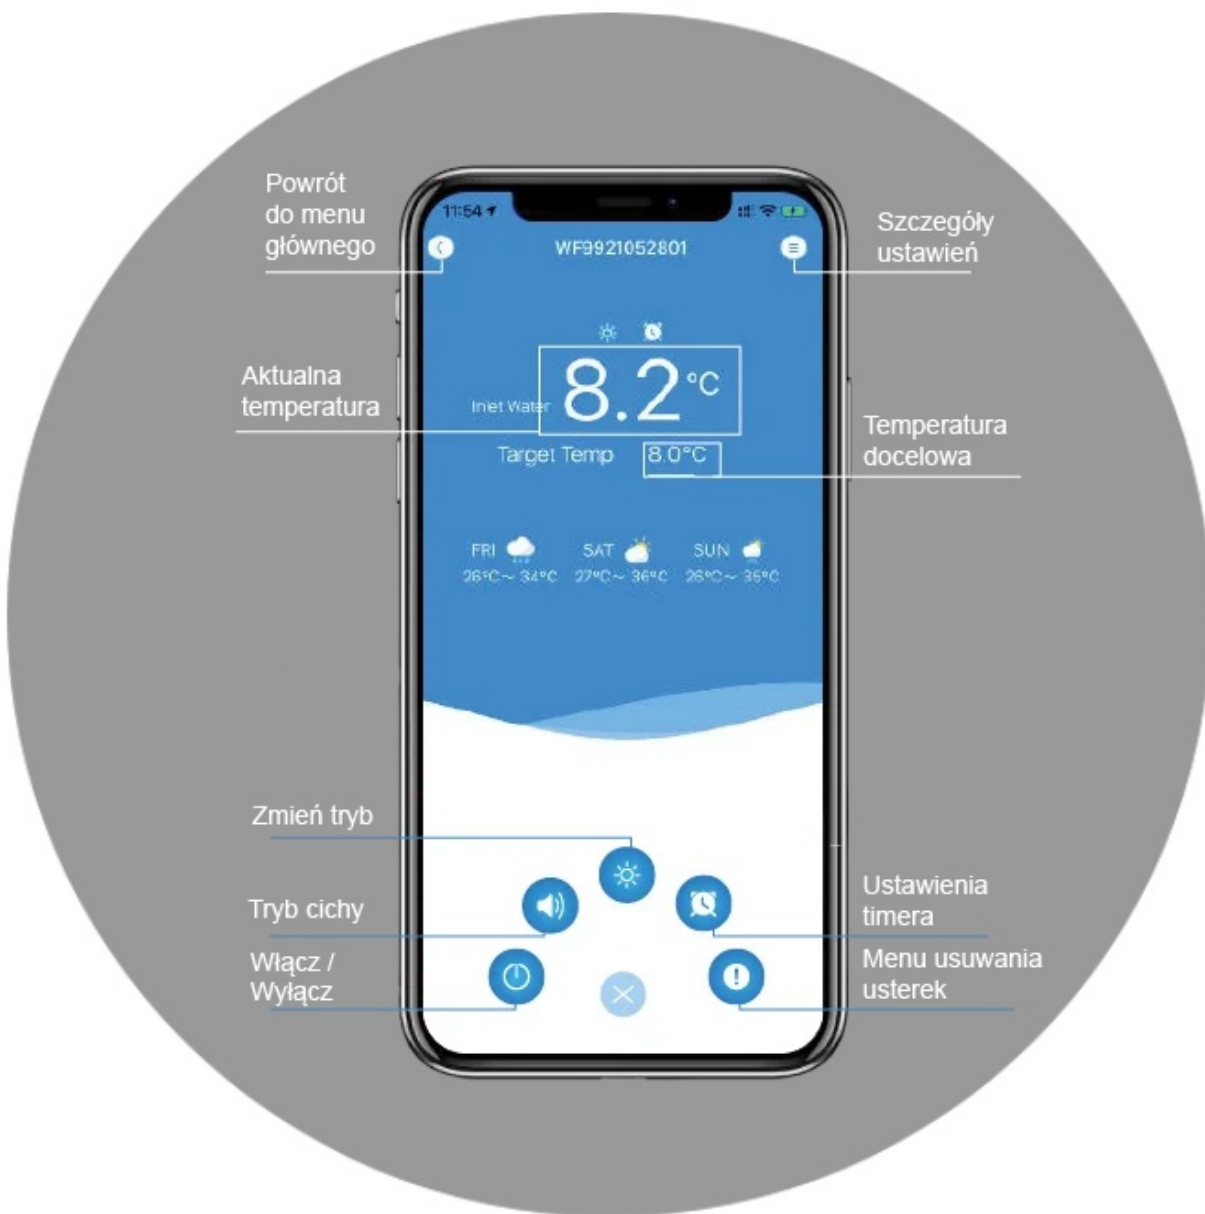 Powrót
do menu
głównego
Szczegóły
ustawień
11:54
WF9921052801
Aktualna
temperatura
Inlet Water
8.2°C
Target Temp 8.0°C
Temperatura
docelowa
FRI SAT SUN
26°C~ 34°C 27°C~ 36°C 26°C~ 35°C
Zmień tryb
Tryb cichy
Ustawienia
timera
Włącz /
Wyłącz
Menu usuwania
usterek